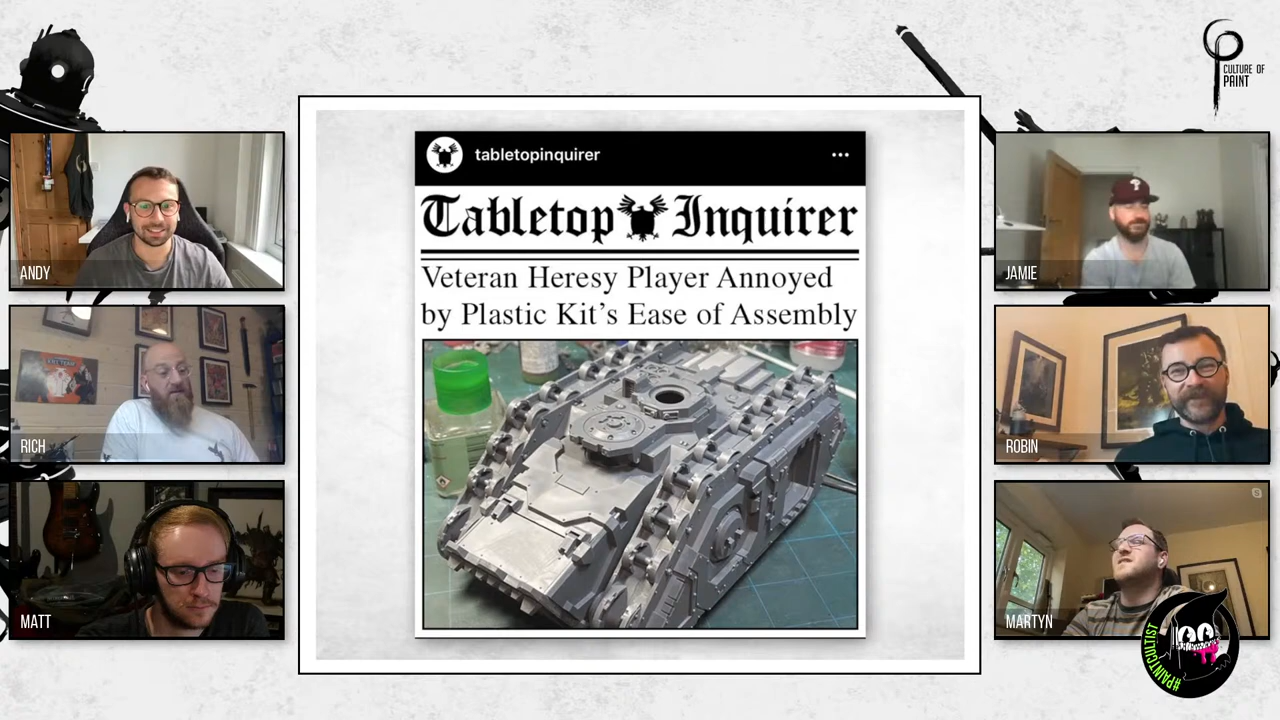 CULTURE OF
PAINT
tabletopinquirer
Tabletop Inquirer
Veteran Heresy Player Annoyed
by Plastic Kit's Ease of Assembly
ANDY
RICH
MATT
JAMIE
ROBIN
MARTYN
#PAINTCULTIST